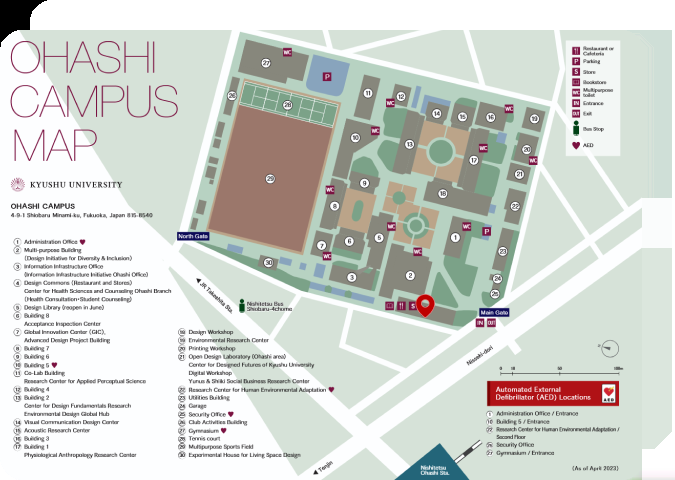 OHASHI
CAMPUS
MAP
KYUSHU UNIVERSITY
OHASHI CAMPUS
4-9-1 Shiobaru Minami-ku, Fukuoka, Japan 815-8540
1 Administration Office
2 Multi-purpose Building
(Design Initiative for Diversity & Inclusion)
3 Information Infrastructure Office
(Information Infrastructure Initiative Ohashi Office)
4 Design Commons (Restaurant and Stores)
Center for Health Sciences and Counseling Ohashi Branch
(Health Consultation·Student Counseling)
5 Design Library (reopen in June)
6 Building 8
Acceptance Inspection Center
7 Global Innovation Center (GIC),
Advanced Design Project Building
8 Building 7
9 Building 6
10 Building 5
11 Co-Lab Building
Research Center for Applied Perceptual Science
12 Building 4
13 Building 2
Center for Design Fundamentals Research
Environmental Design Global Hub
14 Visual Communication Design Center
15 Acoustic Research Center
16 Building 3
17 Building 1
Physiological Anthropology Research Center
18 Design Workshop
19 Environmental Research Center
20 Printing Workshop
21 Open Design Laboratory (Ohashi area)
Center for Designed Futures of Kyushu University
Digital Workshop
Yunus & Shiiki Social Business Research Center
22 Research Center for Human Environmental Adaptation
23 Utilities Building
24 Garage
25 Security Office
26 Club Activities Building
27 Gymnasium
28 Tennis court
29 Multipurpose Sports Field
30 Experimental House for Living Space Design
North Gate
JR Takeshita Sta.
Nishitetsu Bus
Shiobaru-4chome
Main Gate
IN
Nisseki-dori
Tenjin
Nishitetsu
Ohashi Sta.
Restaurant or
Cafeteria
P Parking
S Store
Bookstore
WC Multipurpose
toilet
IN Entrance
Exit
Bus Stop
AED
0 10 50 100m
Automated External
Defibrillator (AED) Locations
AED
1 Administration Office / Entrance
10 Building 5 / Entrance
22 Research Center for Human Environmental Adaptation /
Second Floor
25 Security Office
27 Gymnasium / Entrance
(As of April 2023)